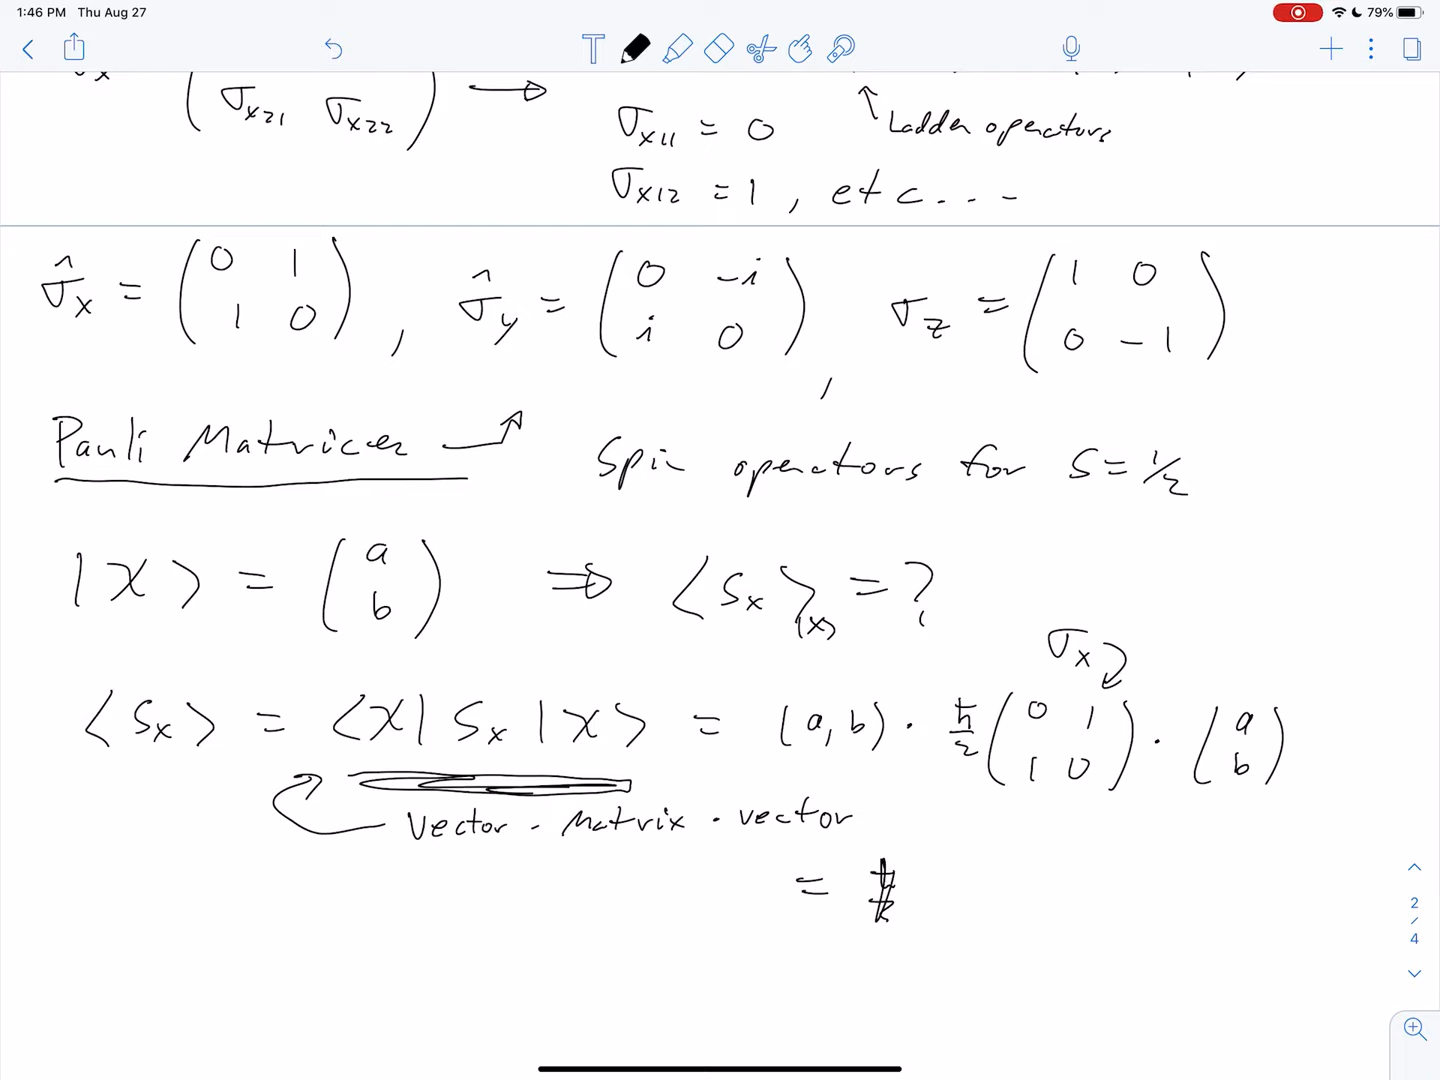 1:46 PM Thu Aug 27 79%
T
σx21 σx22
σx11 = 0
Ladder operators
σx12 = 1 , etc...-
σ̂x = ( 0 1 ; 1 0 ) , σ̂y = ( 0 -i ; i 0 ) , σz = ( 1 0 ; 0 -1 )
Pauli Matrices
Spin operators for S=1/2
|χ> = ( a ; b ) ⇒ <Sx>|χ> = ?
σx
<Sx> = <χ| Sx |χ> = (a,b) · ħ/2 ( 0 1 ; 1 0 ) · ( a ; b )
Vector · Matrix · vector
=
2
/
4